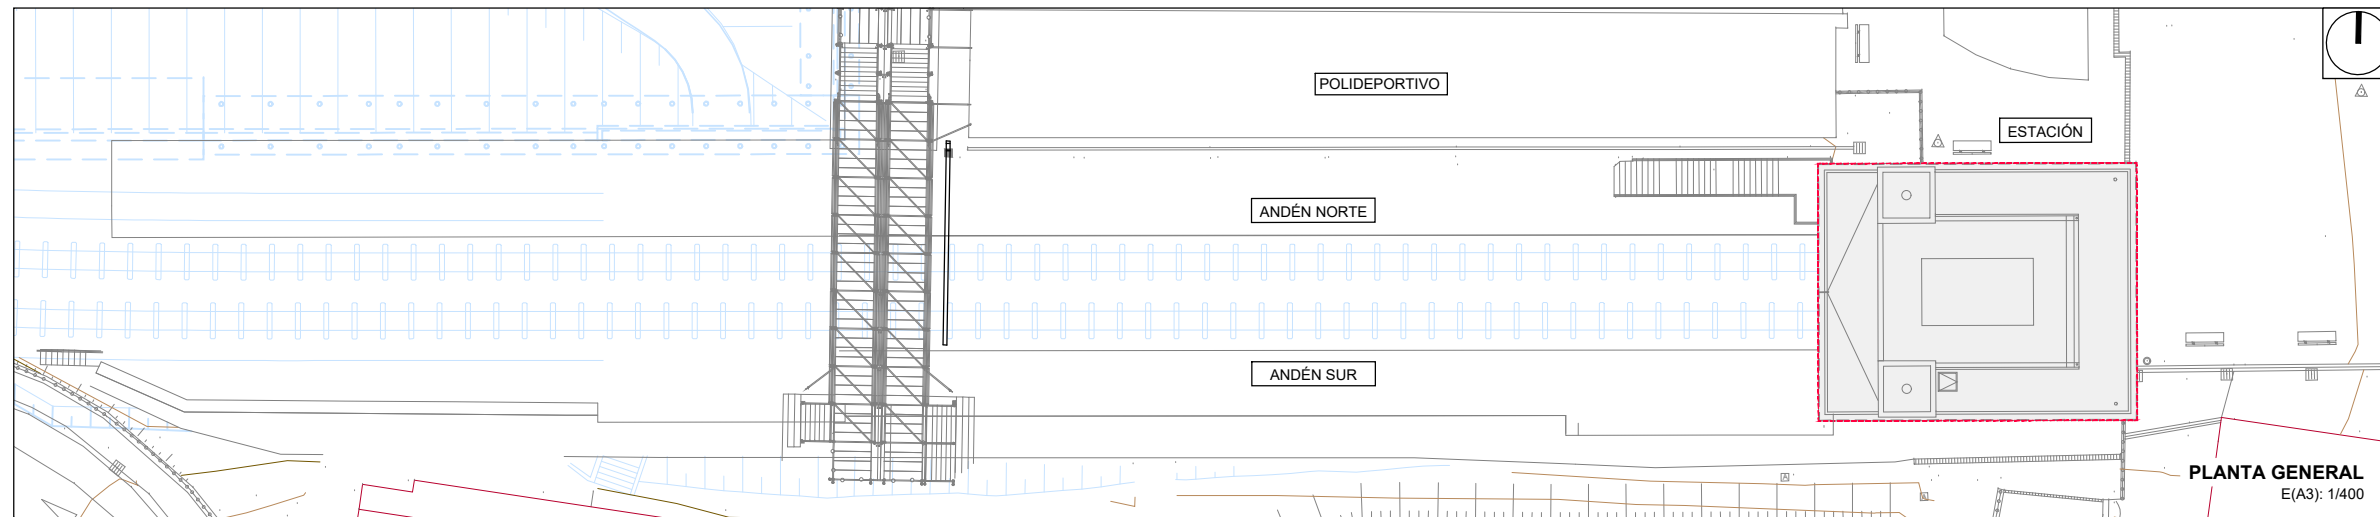 POLIDEPORTIVO
ESTACIÓN
ANDÉN NORTE
ANDÉN SUR
PLANTA GENERAL
E(A3): 1/400